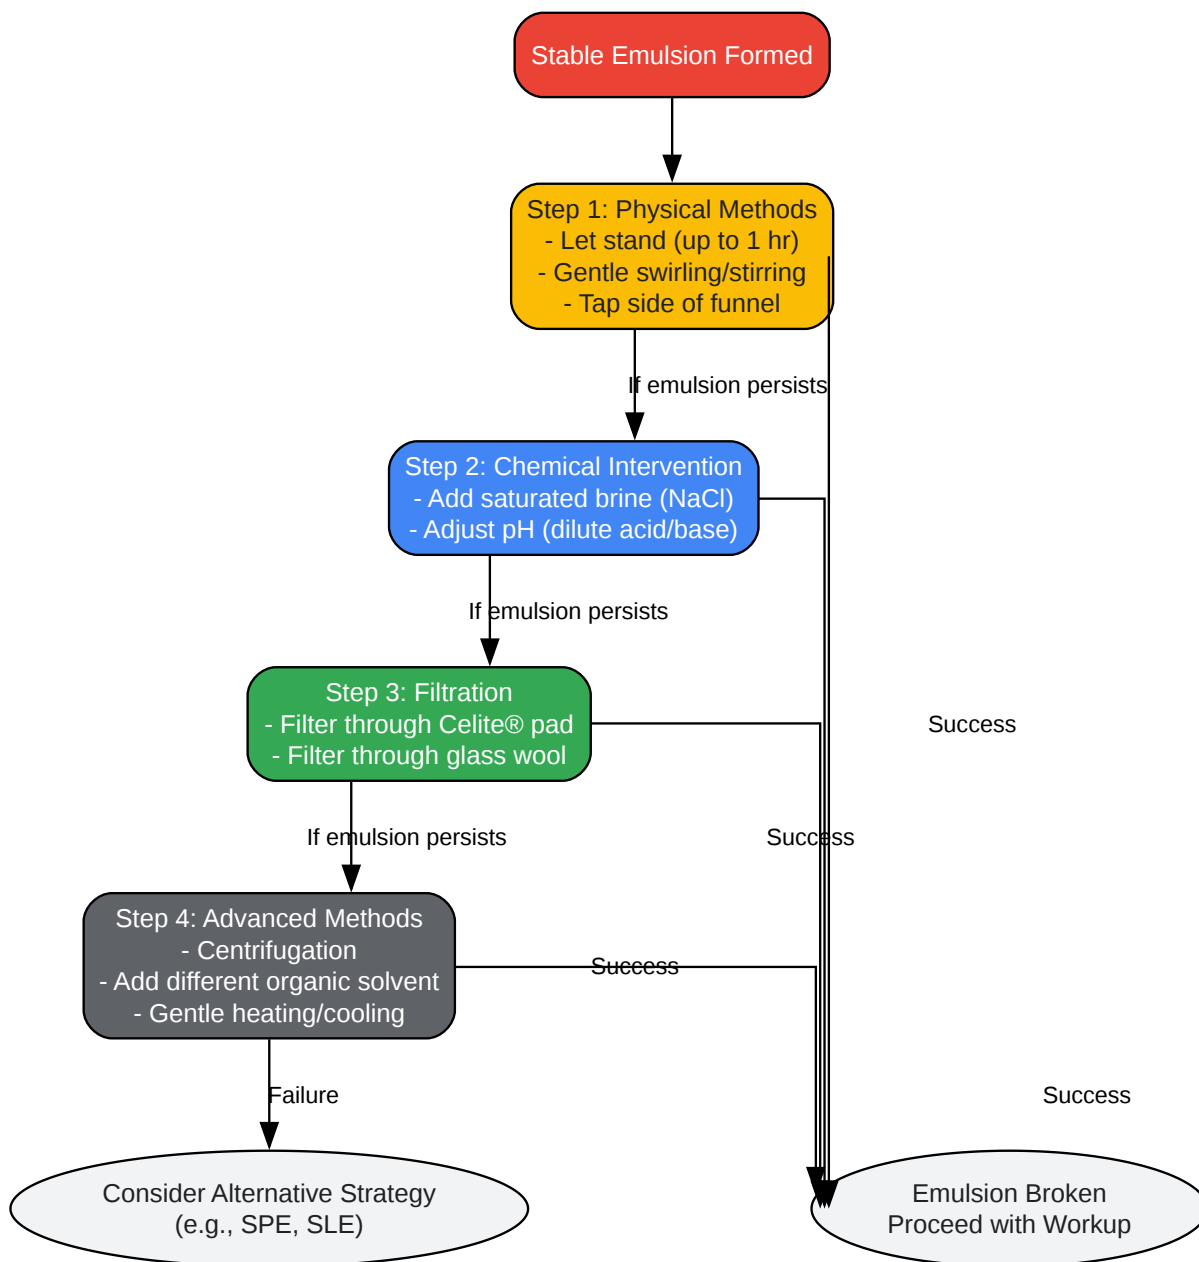 Stable Emulsion Formed
Step 1: Physical Methods
- Let stand (up to 1 hr)
- Gentle swirling/stirring
- Tap side of funnel
If emulsion persists
Step 2: Chemical Intervention
- Add saturated brine (NaCl)
- Adjust pH (dilute acid/base)
If emulsion persists
Step 3: Filtration
- Filter through Celite® pad
- Filter through glass wool
Success
If emulsion persists
Success
Step 4: Advanced Methods
- Centrifugation
- Add different organic solvent
- Gentle heating/cooling
Success
Failure
Success
Consider Alternative Strategy
(e.g., SPE, SLE)
Emulsion Broken
Proceed with Workup